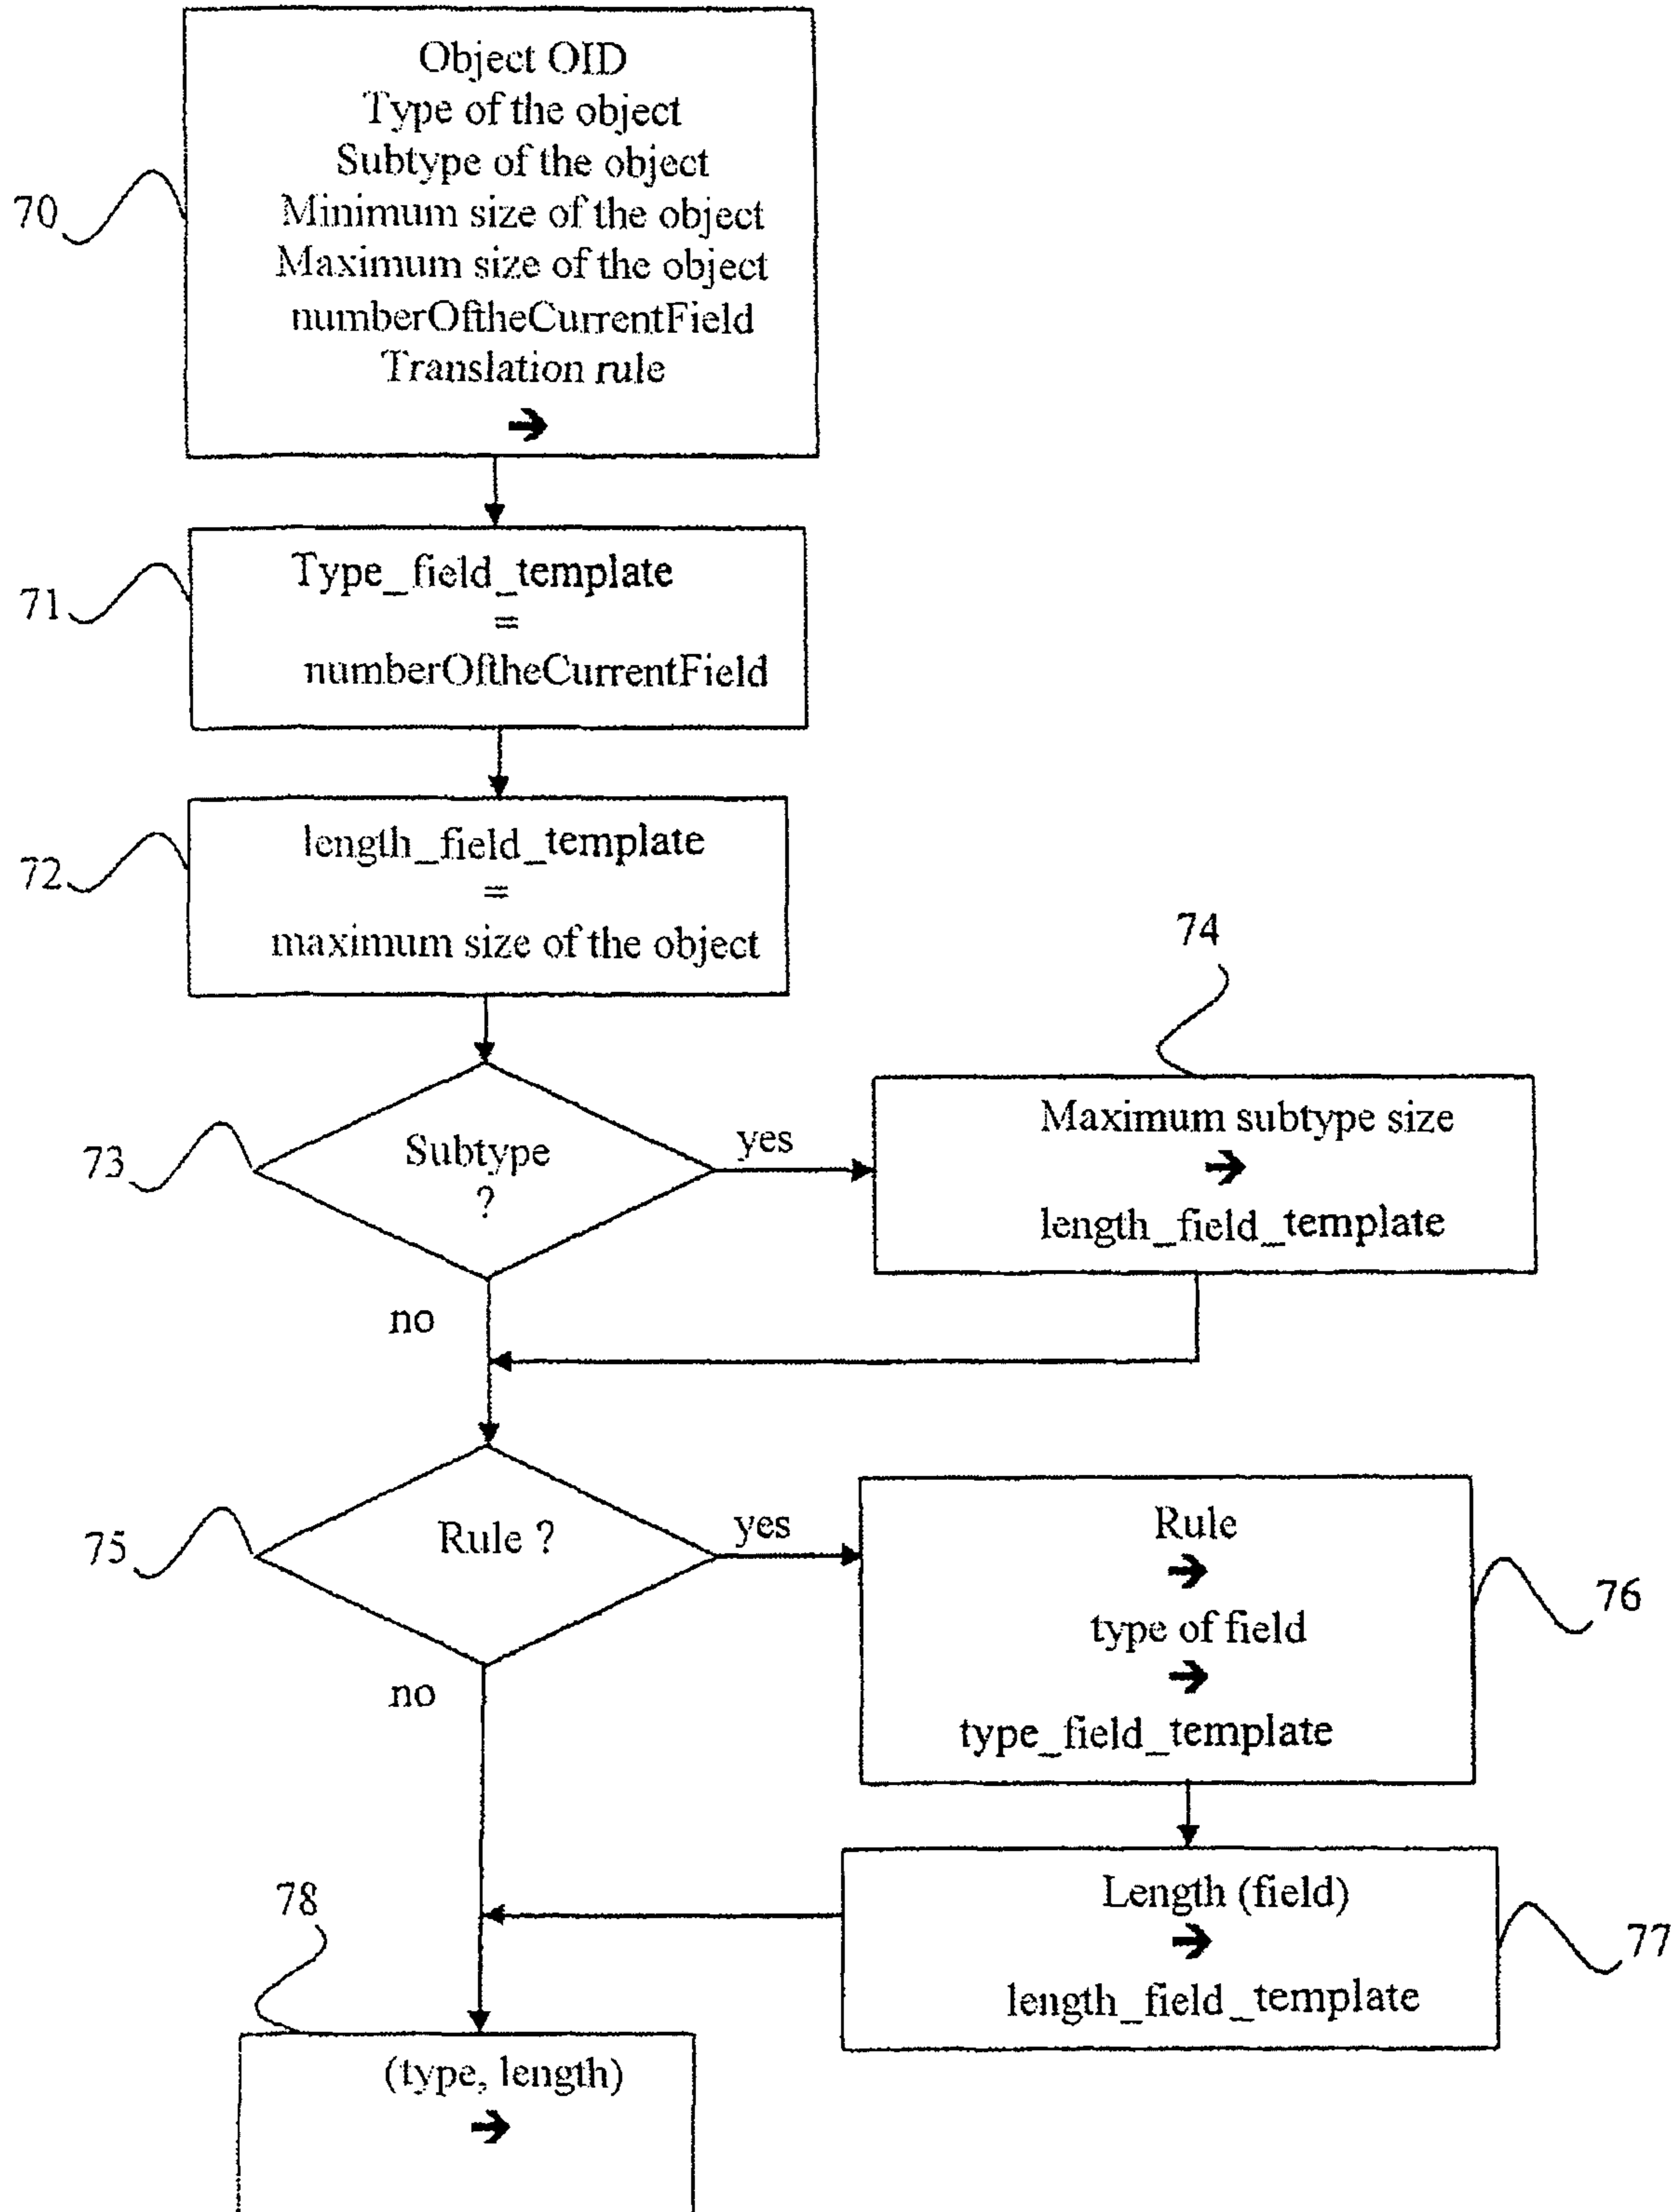 Object OID
Type of the object
Subtype of the object
Minimum size of the object
Maximum size of the object
numberOftheCurrentField
Translation rule
➔
70
Type_field_template
=
numberOftheCurrentField
71
length_field_template
=
maximum size of the object
72
74
Subtype
?
73
yes
Maximum subtype size
➔
length_field_template
no
Rule ?
75
yes
Rule
➔
type of field
➔
type_field_template
76
no
Length (field)
➔
length_field_template
77
78
(type, length)
➔